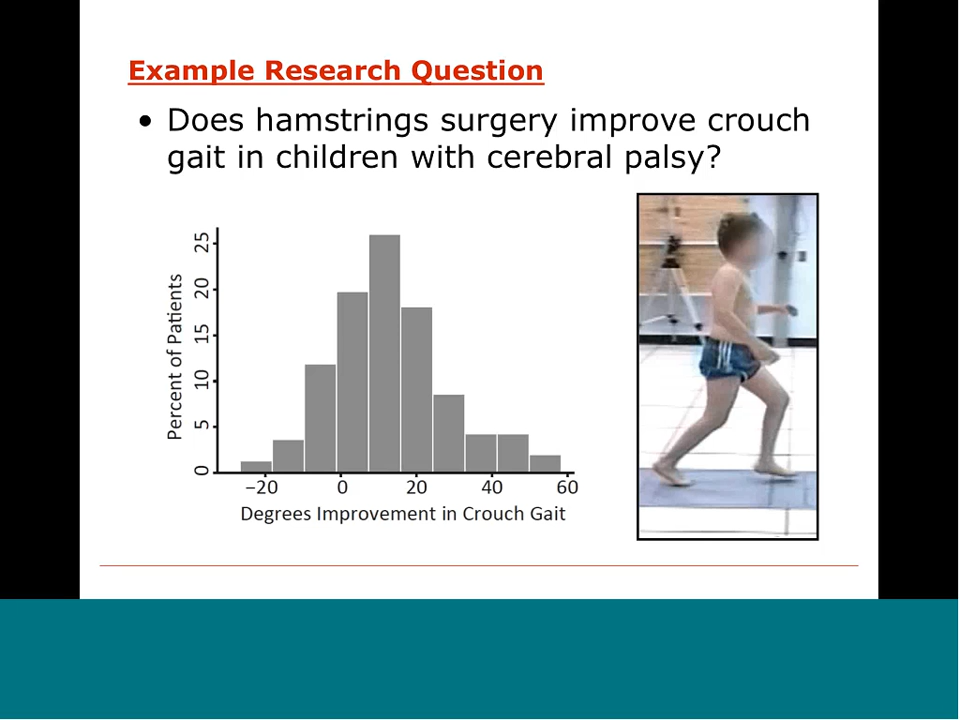 Example Research Question
• Does hamstrings surgery improve crouch
gait in children with cerebral palsy?
Percent of Patients
25
20
15
10
5
0
−20 0 20 40 60
Degrees Improvement in Crouch Gait